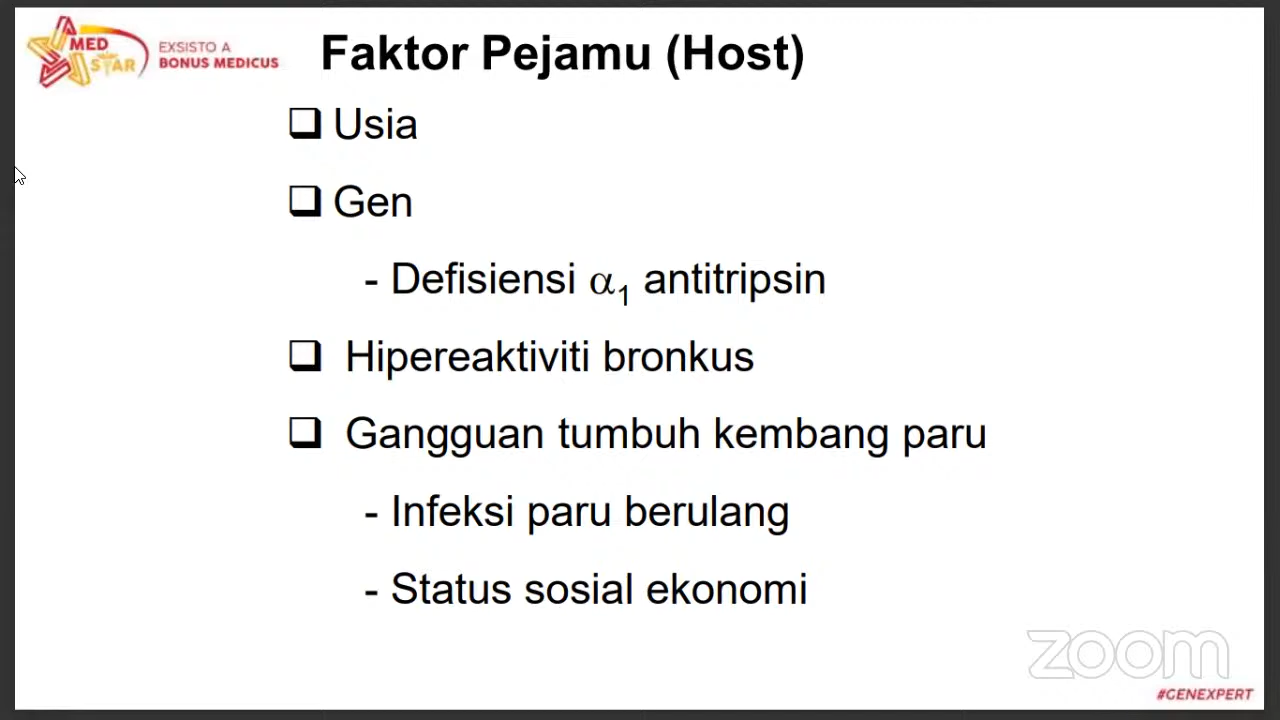 MED
STAR
EXSISTO A
BONUS MEDICUS
Faktor Pejamu (Host)
❑ Usia
❑ Gen
- Defisiensi α₁ antitripsin
❑ Hipereaktiviti bronkus
❑ Gangguan tumbuh kembang paru
- Infeksi paru berulang
- Status sosial ekonomi
zoom
#GENEXPERT